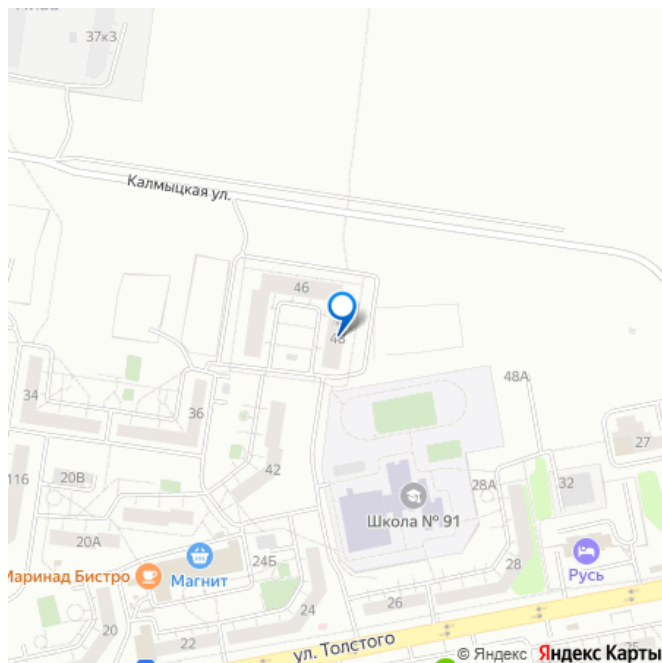 37к3
Калмыцкая ул.
46
48
34
36
48А
27
116
20В
42
28А
32
Школа № 91
20А
24Б
Маринад Бистро
Магнит
28
Русь
20
22
24
26
ул. Толстого
© Яндекс Яндекс Карты